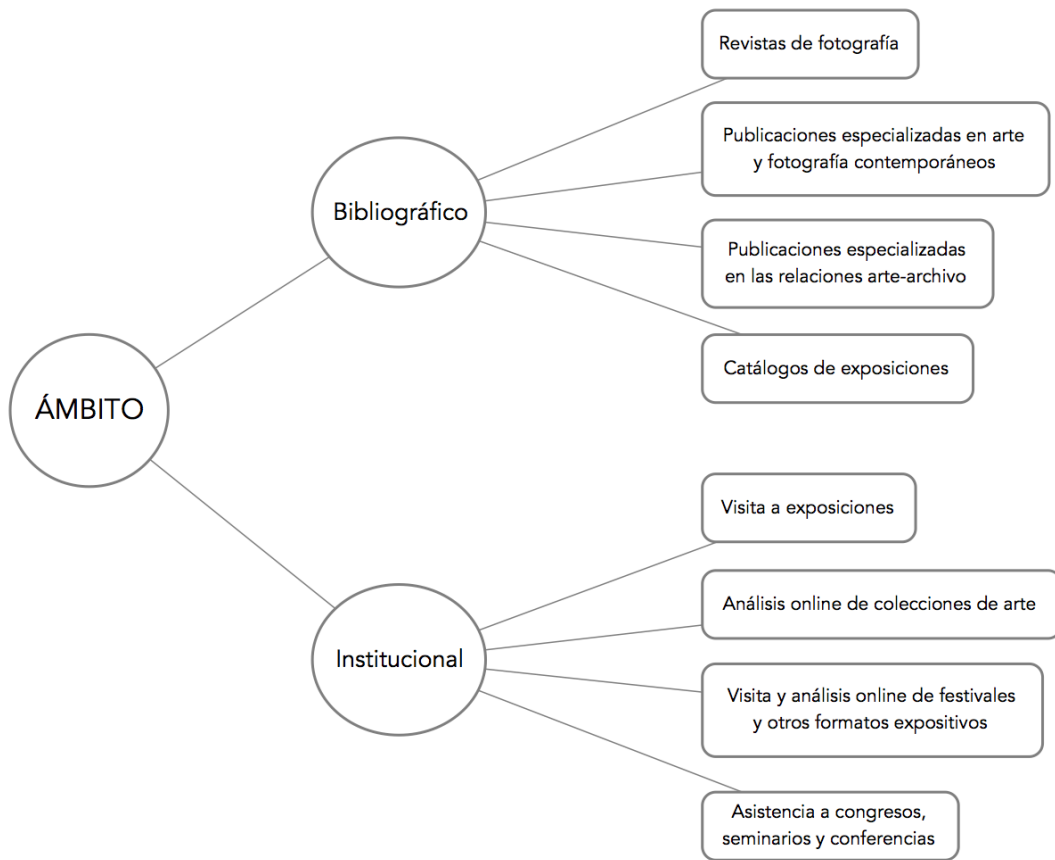 ÁMBITO
Bibliográfico
Revistas de fotografía
Publicaciones especializadas en arte
y fotografía contemporáneos
Publicaciones especializadas
en las relaciones arte-archivo
Catálogos de exposiciones
Institucional
Visita a exposiciones
Análisis online de colecciones de arte
Visita y análisis online de festivales
y otros formatos expositivos
Asistencia a congresos,
seminarios y conferencias